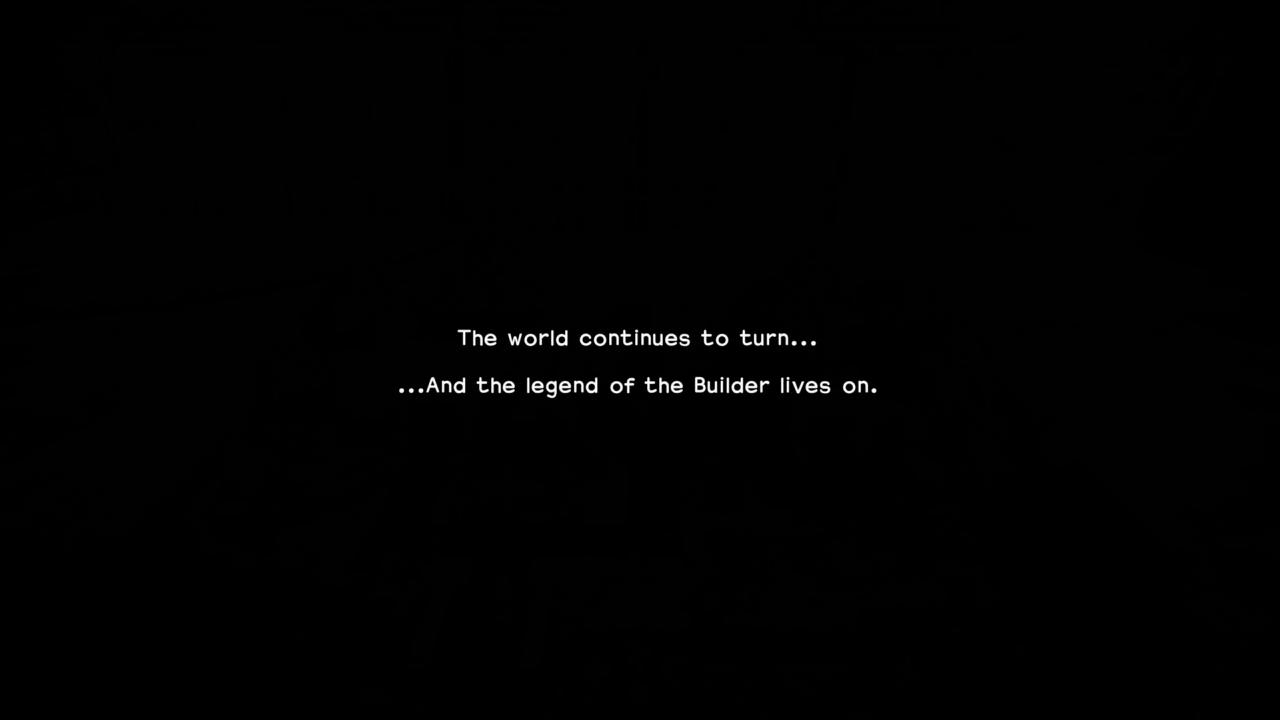 The world continues to turn...
...And the legend of the Builder lives on.